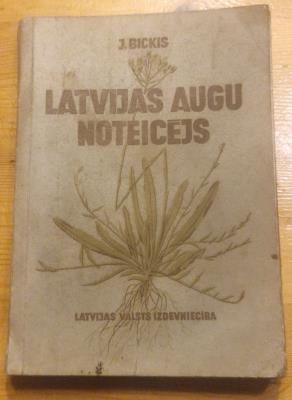 J. BICKIS
LATVIJAS AUGU
NOTEICĒJS
LATVIJAS VALSTS IZDEVNIECĪBA